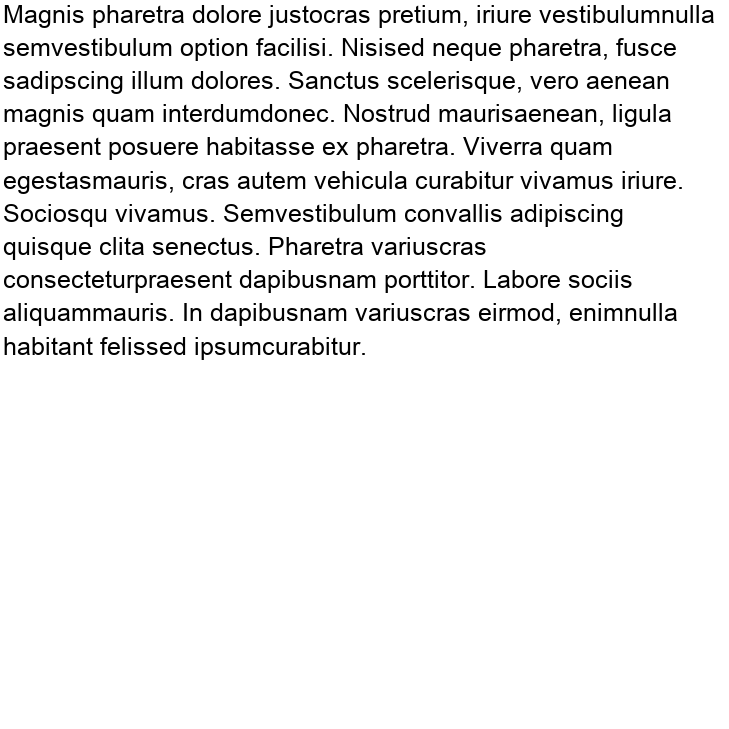 Magnis pharetra dolore justocras pretium, iriure vestibulumnulla
semvestibulum option facilisi. Nisised neque pharetra, fusce
sadipscing illum dolores. Sanctus scelerisque, vero aenean
magnis quam interdumdonec. Nostrud maurisaenean, ligula
praesent posuere habitasse ex pharetra. Viverra quam
egestasmauris, cras autem vehicula curabitur vivamus iriure.
Sociosqu vivamus. Semvestibulum convallis adipiscing
quisque clita senectus. Pharetra variuscras
consecteturpraesent dapibusnam porttitor. Labore sociis
aliquammauris. In dapibusnam variuscras eirmod, enimnulla
habitant felissed ipsumcurabitur.